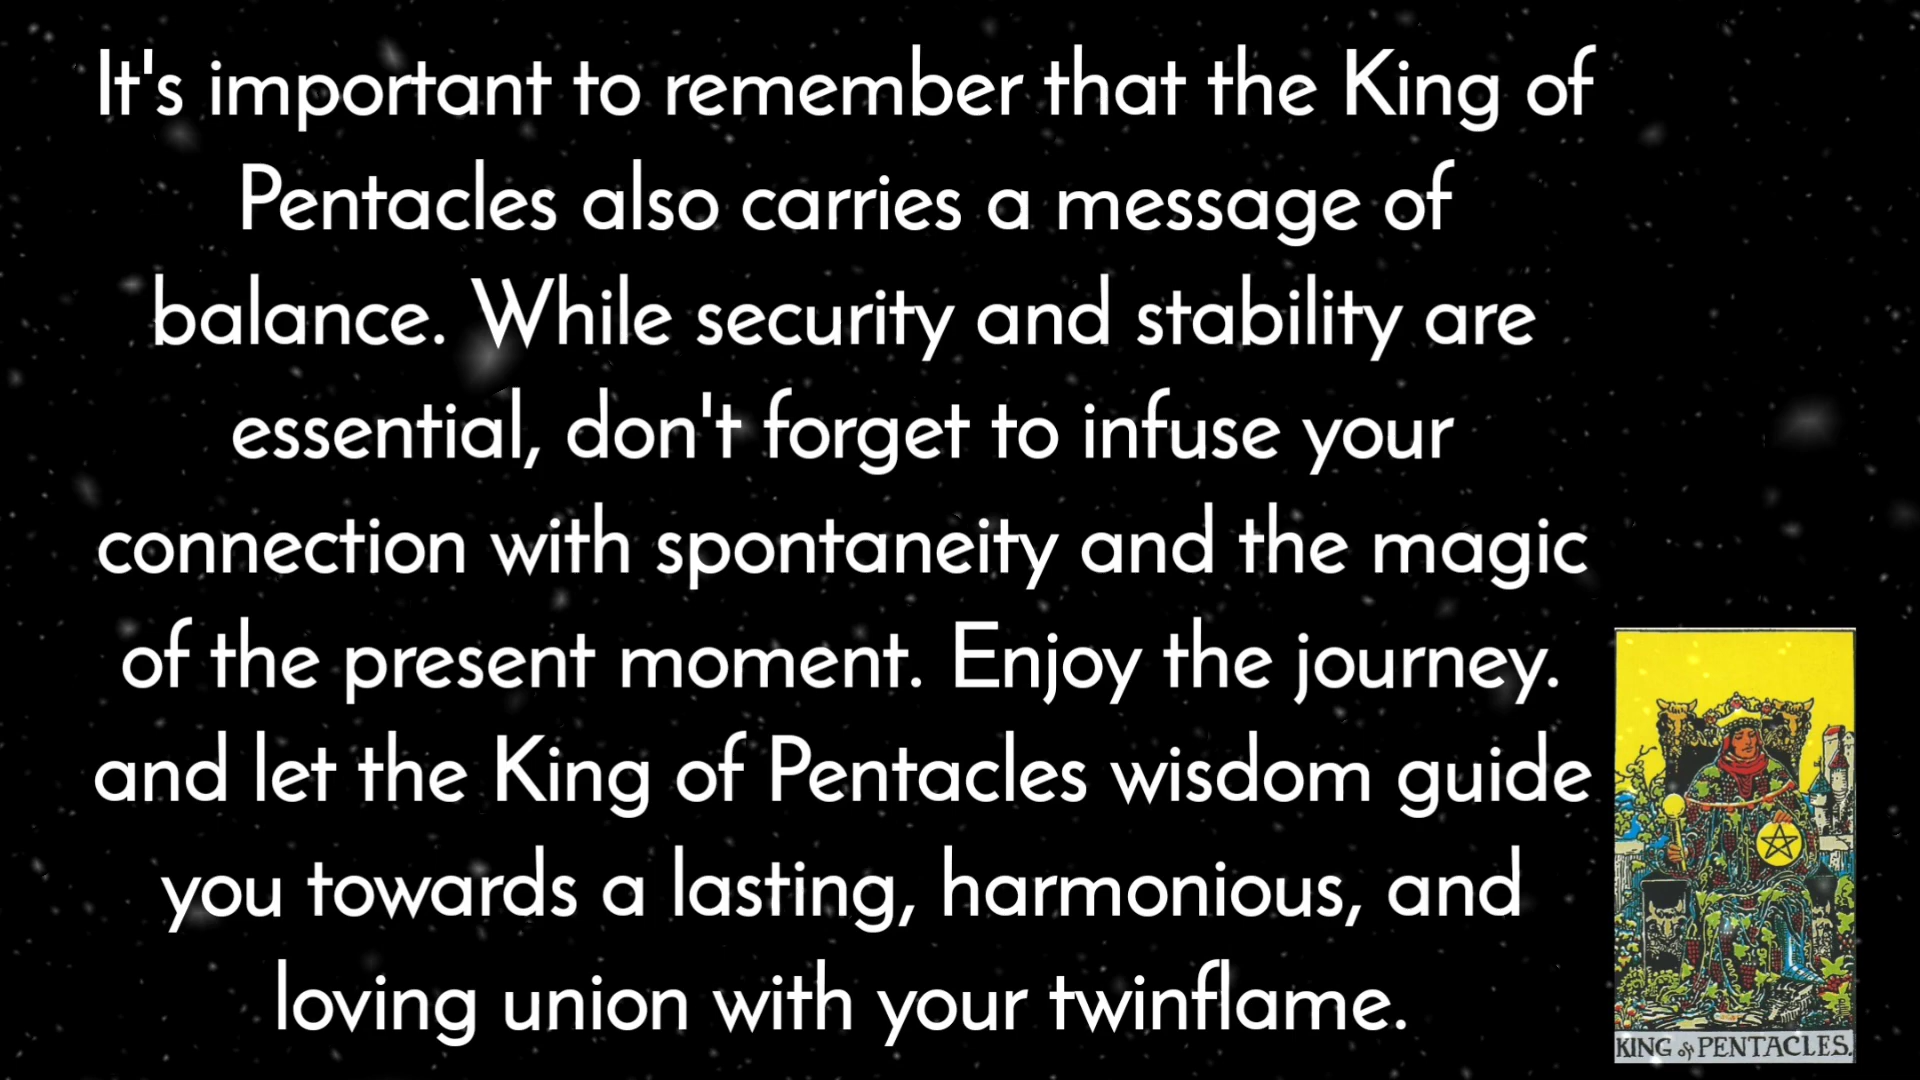 It's important to remember that the King of
Pentacles also carries a message of
balance. While security and stability are
essential, don't forget to infuse your
connection with spontaneity and the magic
of the present moment. Enjoy the journey.
and let the King of Pentacles wisdom guide
you towards a lasting, harmonious, and
loving union with your twinflame.
KING of PENTACLES.